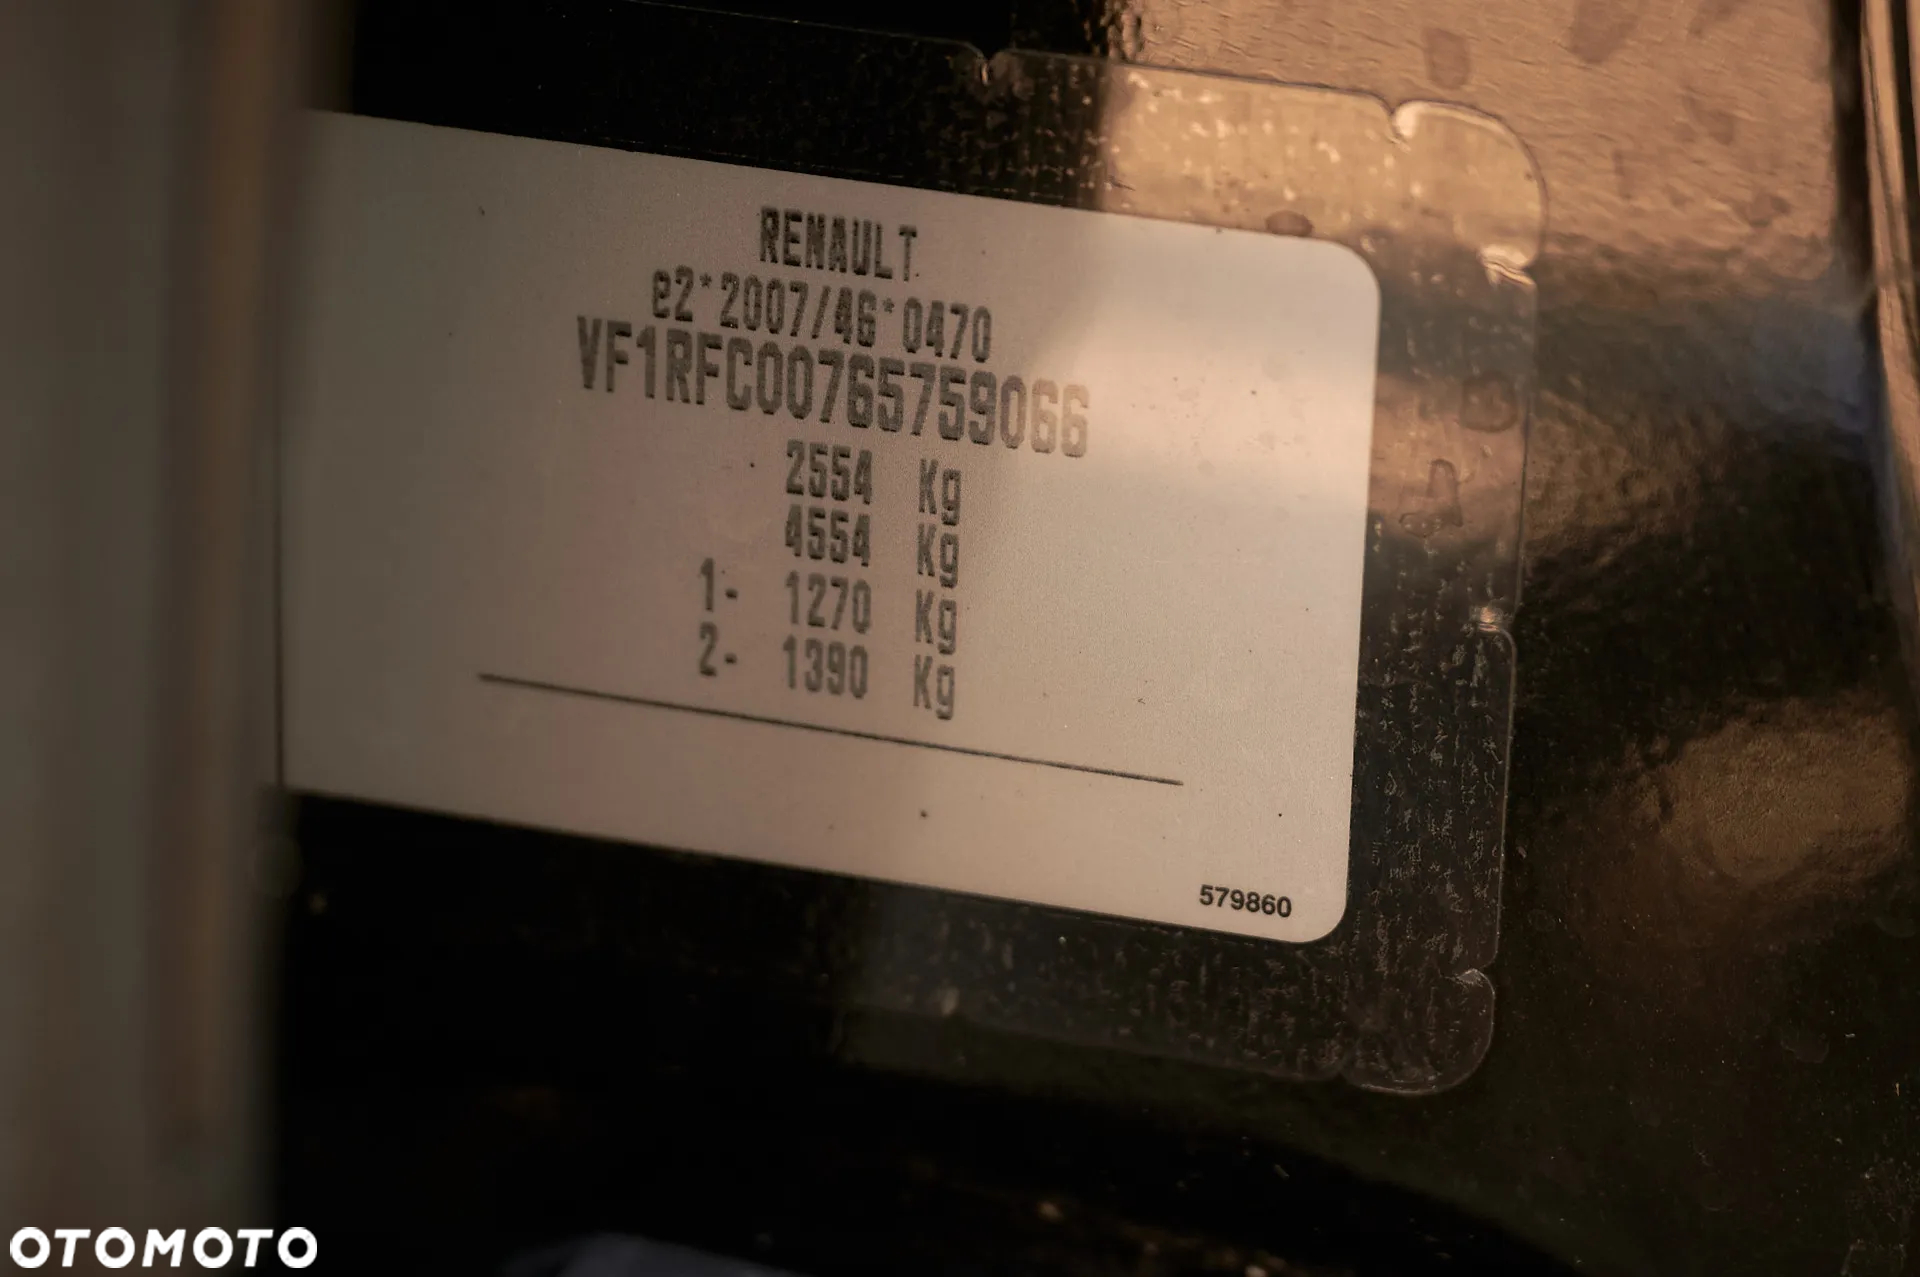 RENAULT
e2*2007/46*0470
VF1RFC00765759066
2554 Kg
4554 Kg
1- 1270 Kg
2- 1390 Kg
579860
OTOMOTO